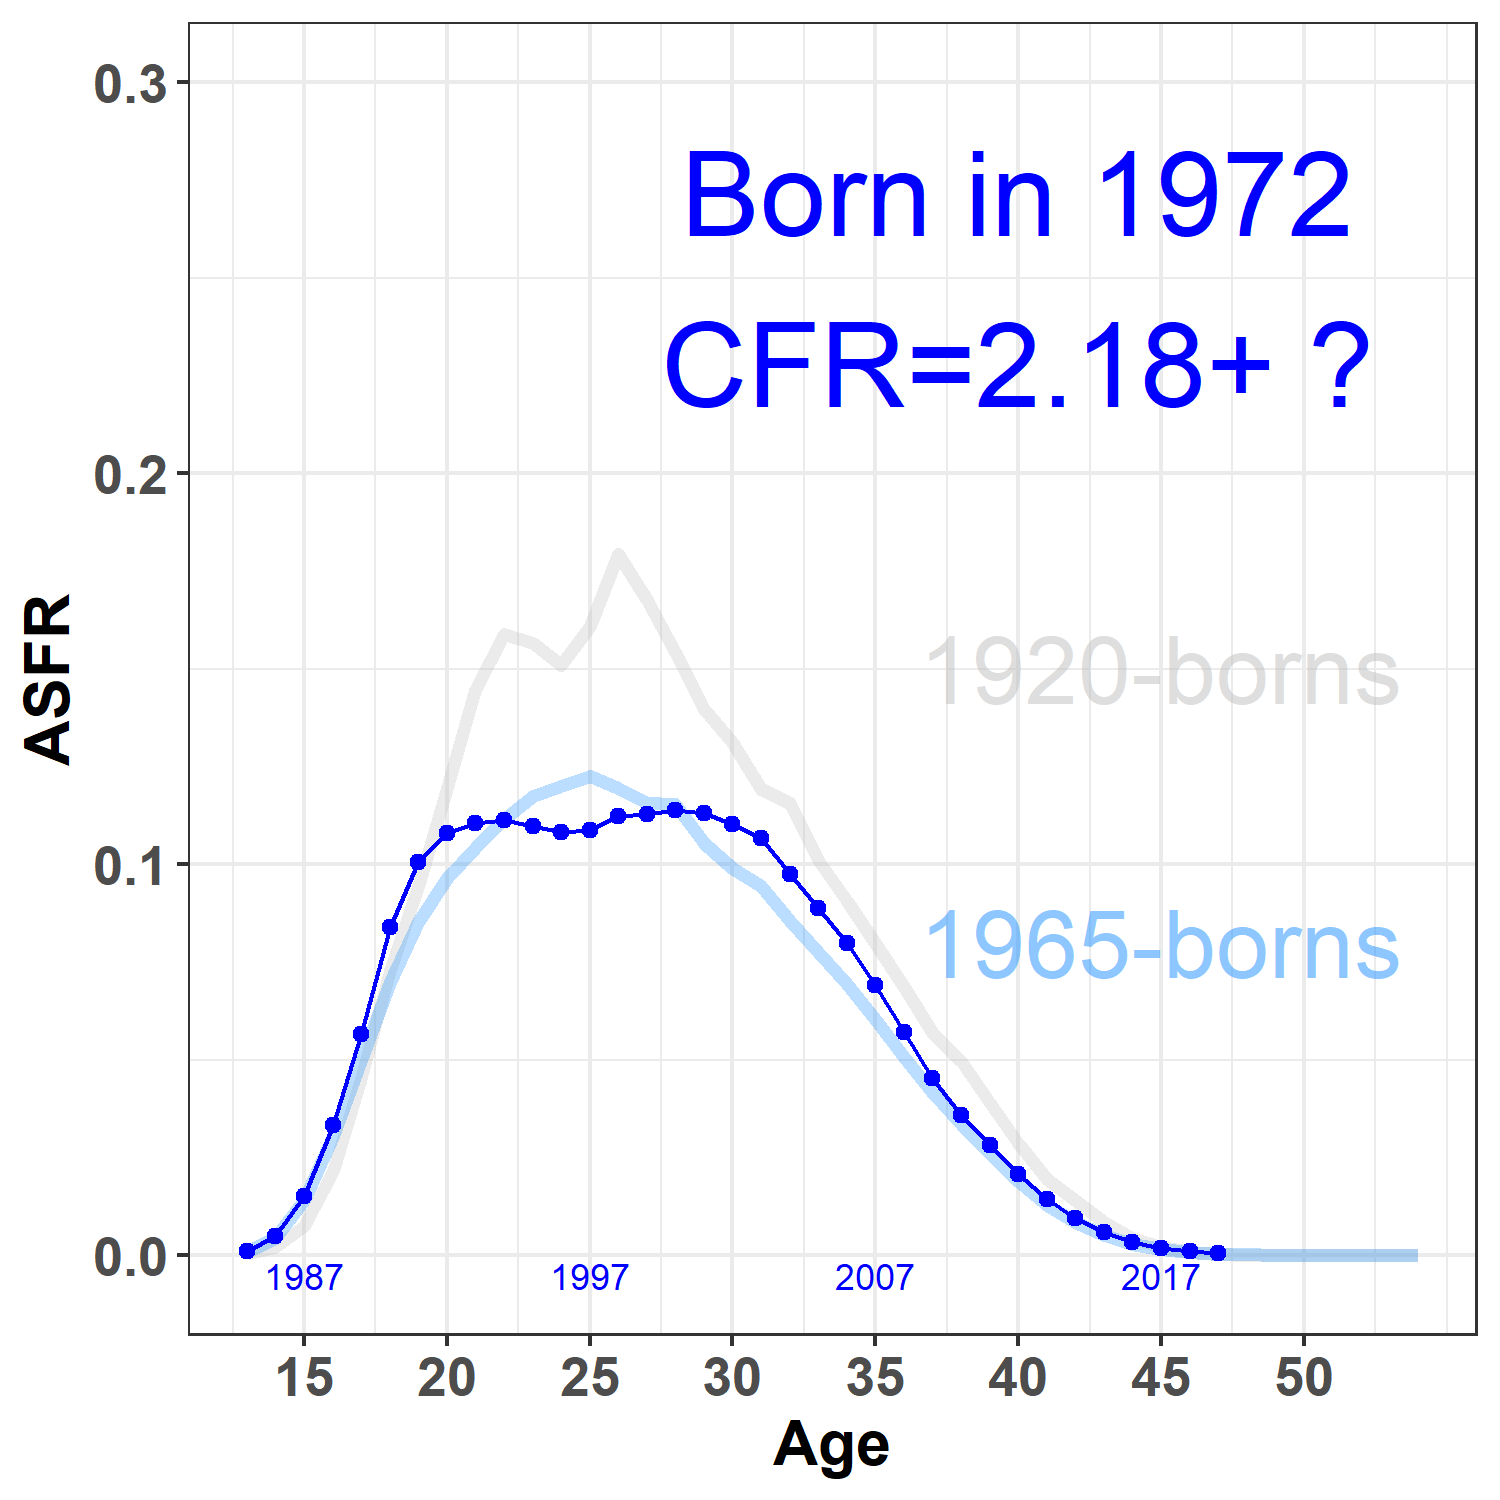 0.3
Born in 1972
CFR=2.18+ ?
0.2
ASFR
1920-borns
0.1
1965-borns
0.0
1987 1997 2007 2017
15 20 25 30 35 40 45 50
Age